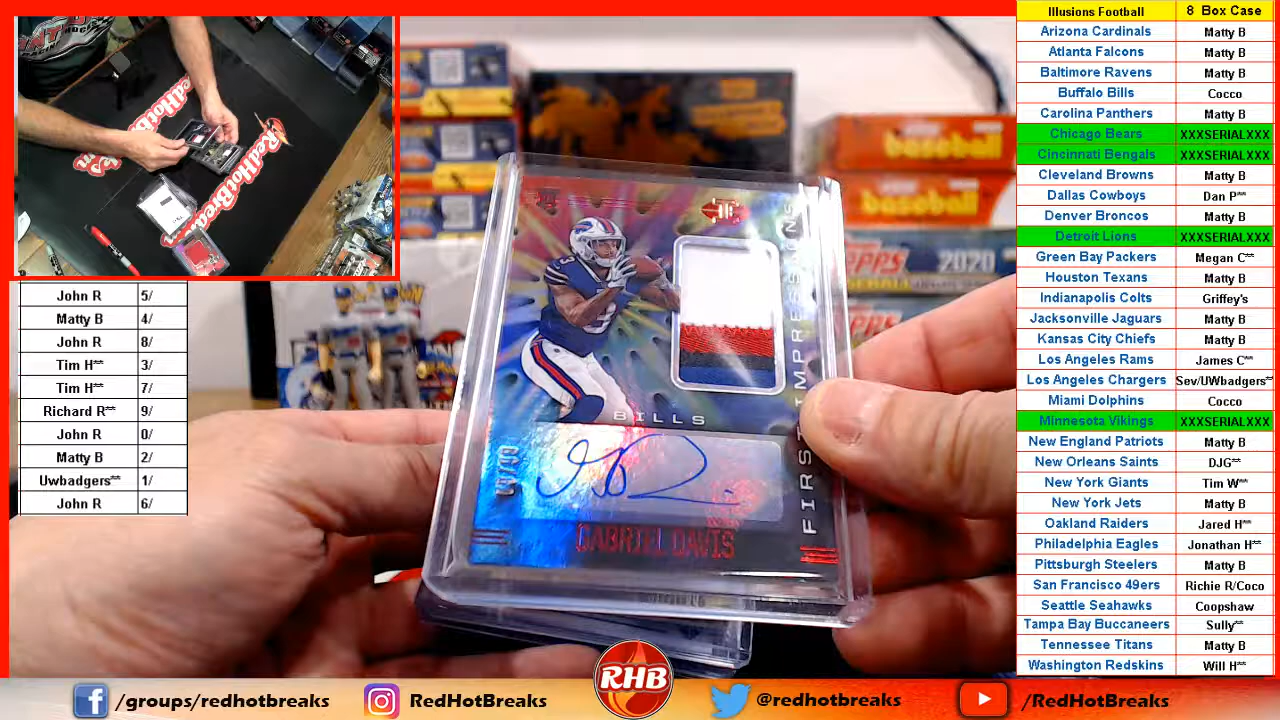 Illusions Football 8 Box Case
Arizona Cardinals Matty B
Atlanta Falcons Matty B
Baltimore Ravens Matty B
Buffalo Bills Cocco
Carolina Panthers Matty B
Chicago Bears XXXSERIALXXX
Cincinnati Bengals XXXSERIALXXX
Cleveland Browns Matty B
Dallas Cowboys Dan P**
Denver Broncos Matty B
Detroit Lions XXXSERIALXXX
Green Bay Packers Megan C**
Houston Texans Matty B
Indianapolis Colts Griffey's
Jacksonville Jaguars Matty B
Kansas City Chiefs Matty B
Los Angeles Rams James C**
Los Angeles Chargers Sev/UWbadgers**
Miami Dolphins Cocco
Minnesota Vikings XXXSERIALXXX
New England Patriots Matty B
New Orleans Saints DJG**
New York Giants Tim W**
New York Jets Matty B
Oakland Raiders Jared H**
Philadelphia Eagles Jonathan H**
Pittsburgh Steelers Matty B
San Francisco 49ers Richie R/Coco
Seattle Seahawks Coopshaw
Tampa Bay Buccaneers Sully**
Tennessee Titans Matty B
Washington Redskins Will H**
John R 5/
Matty B 4/
John R 8/
Tim H** 3/
Tim H** 7/
Richard R** 9/
John R 0/
Matty B 2/
Uwbadgers** 1/
John R 6/
RedHotBreaks
RedHotBrea
baseball
baseball
TOPPS 2020
BILLS
FIRST IMPRESSIONS
GABRIEL DAVIS
RHB
/groups/redhotbreaks
RedHotBreaks
@redhotbreaks
/RedHotBreaks